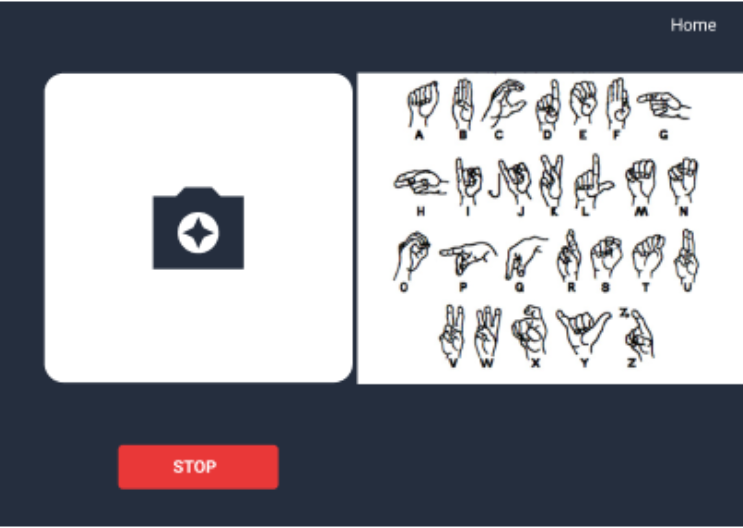 Home
A B C D E F G
H I J K L M N
O P Q R S T U
V W X Y Z
Z
STOP